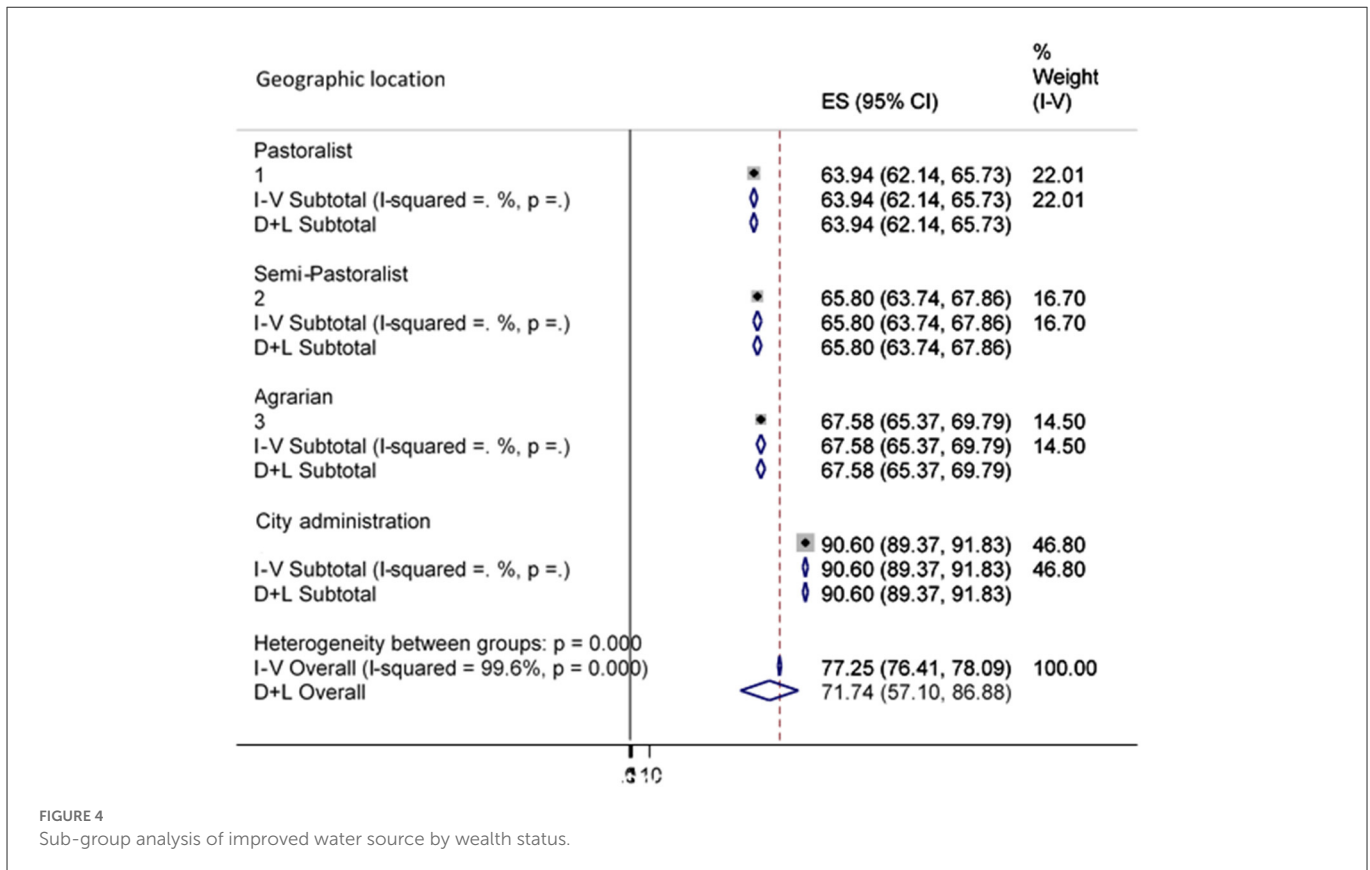 %
Geographic location Weight
ES (95% CI) (I-V)
Pastoralist
1 63.94 (62.14, 65.73) 22.01
I-V Subtotal (I-squared =. %, p =.) 63.94 (62.14, 65.73) 22.01
D+L Subtotal 63.94 (62.14, 65.73)
Semi-Pastoralist
2 65.80 (63.74, 67.86) 16.70
I-V Subtotal (I-squared =. %, p =.) 65.80 (63.74, 67.86) 16.70
D+L Subtotal 65.80 (63.74, 67.86)
Agrarian
3 67.58 (65.37, 69.79) 14.50
I-V Subtotal (I-squared =. %, p =.) 67.58 (65.37, 69.79) 14.50
D+L Subtotal 67.58 (65.37, 69.79)
City administration
90.60 (89.37, 91.83) 46.80
I-V Subtotal (I-squared =. %, p =.) 90.60 (89.37, 91.83) 46.80
D+L Subtotal 90.60 (89.37, 91.83)
Heterogeneity between groups: p = 0.000
I-V Overall (I-squared = 99.6%, p = 0.000) 77.25 (76.41, 78.09) 100.00
D+L Overall 71.74 (57.10, 86.88)
10
FIGURE 4
Sub-group analysis of improved water source by wealth status.